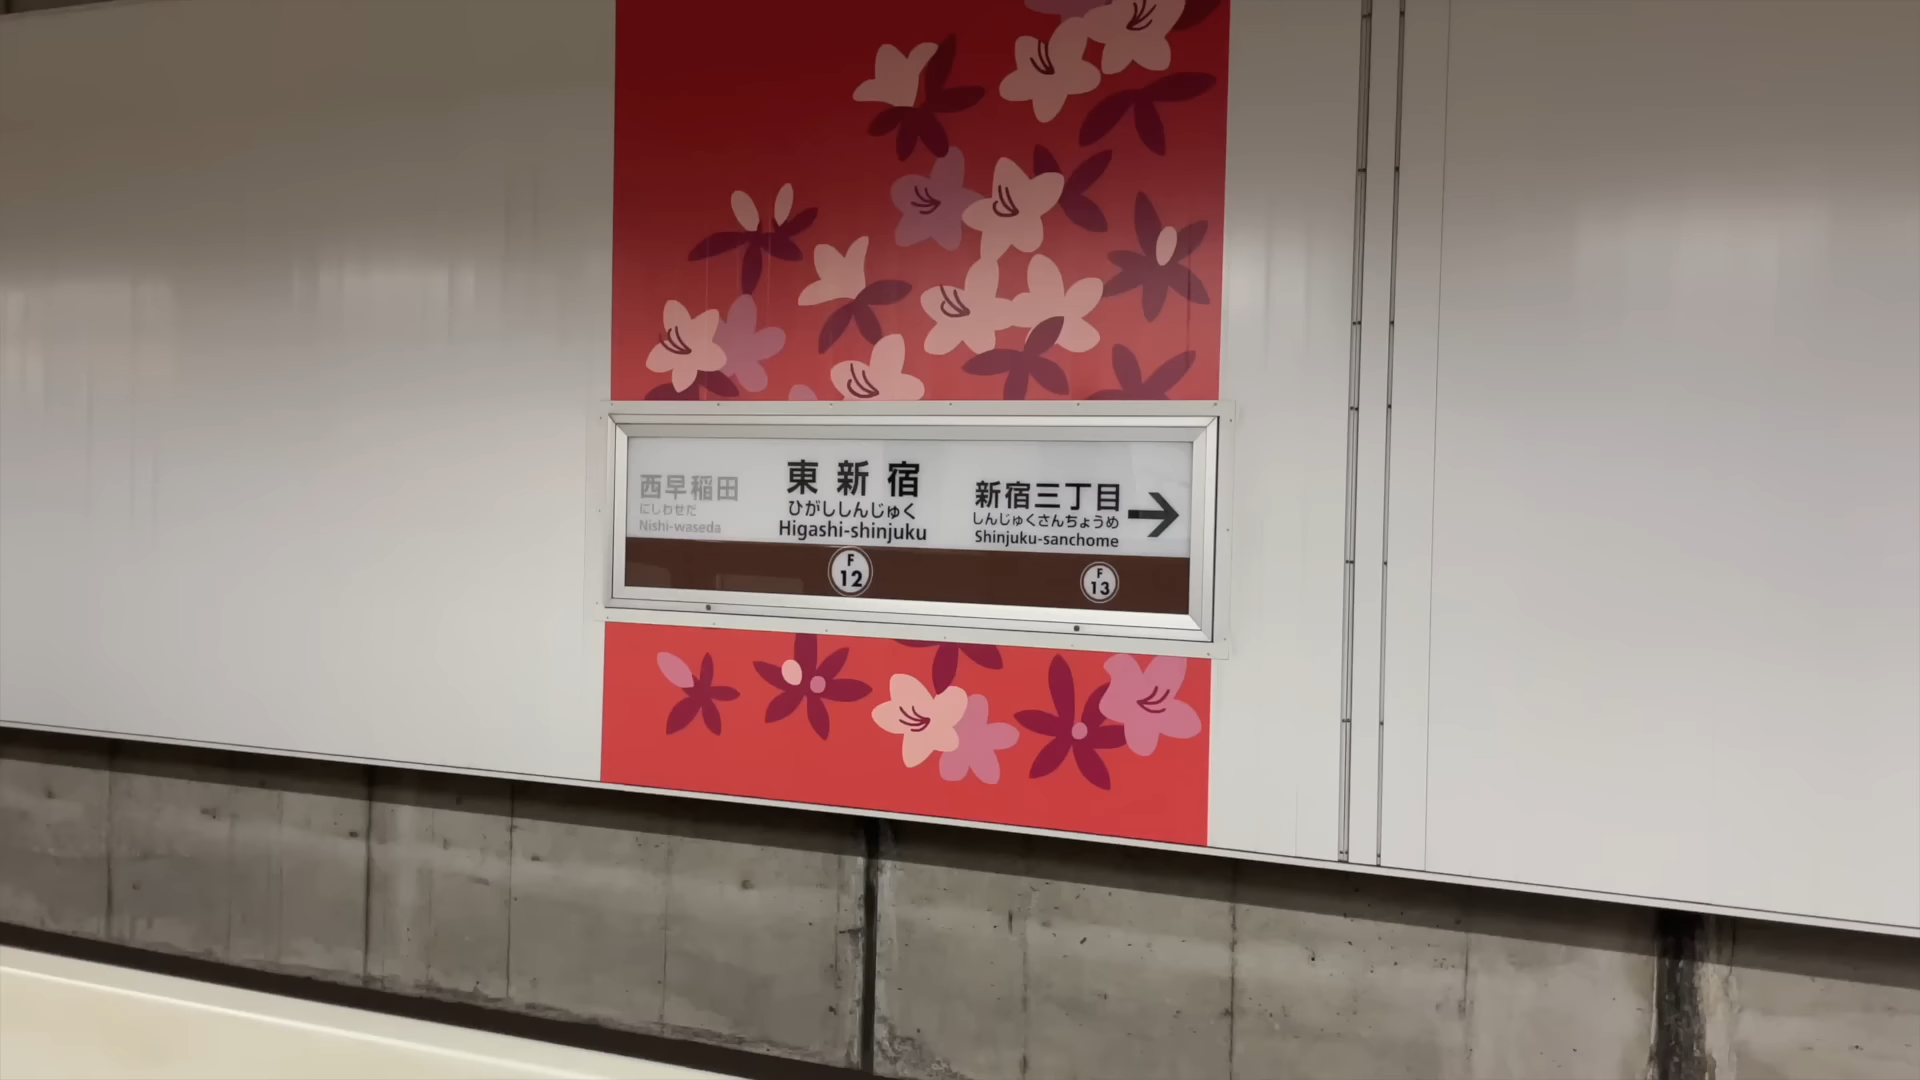 西早稲田
にしわせだ
Nishi-waseda
東新宿
ひがししんじゅく
Higashi-shinjuku
F
12
新宿三丁目
しんじゅくさんちょうめ
Shinjuku-sanchome
F
13